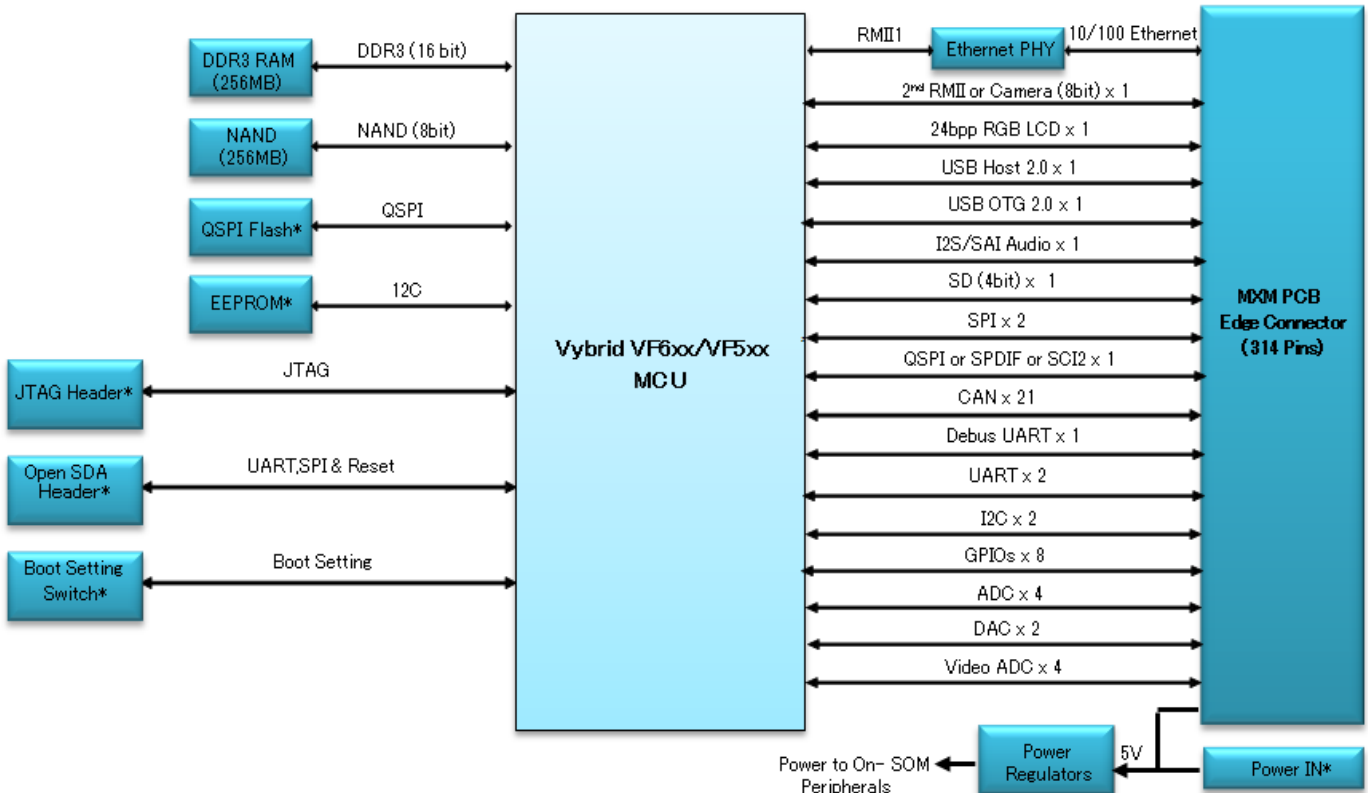 DDR3 RAM
(256MB)
DDR3 (16 bit)
NAND
(256MB)
NAND (8bit)
QSPI Flash*
QSPI
EEPROM*
12C
JTAG Header*
JTAG
Open SDA
Header*
UART,SPI & Reset
Boot Setting
Switch*
Boot Setting
Vybrid VF6xx/VF5xx
MCU
RMII1
Ethernet PHY
10/100 Ethernet
2nd RMII or Camera (8bit) x 1
24bpp RGB LCD x 1
USB Host 2.0 x 1
USB OTG 2.0 x 1
I2S/SAI Audio x 1
SD (4bit) x 1
SPI x 2
QSPI or SPDIF or SCI2 x 1
CAN x 21
Debus UART x 1
UART x 2
I2C x 2
GPIOs x 8
ADC x 4
DAC x 2
Video ADC x 4
MXM PCB
Edge Connector
(314 Pins)
Power to On- SOM
Peripherals
Power
Regulators
5V
Power IN*